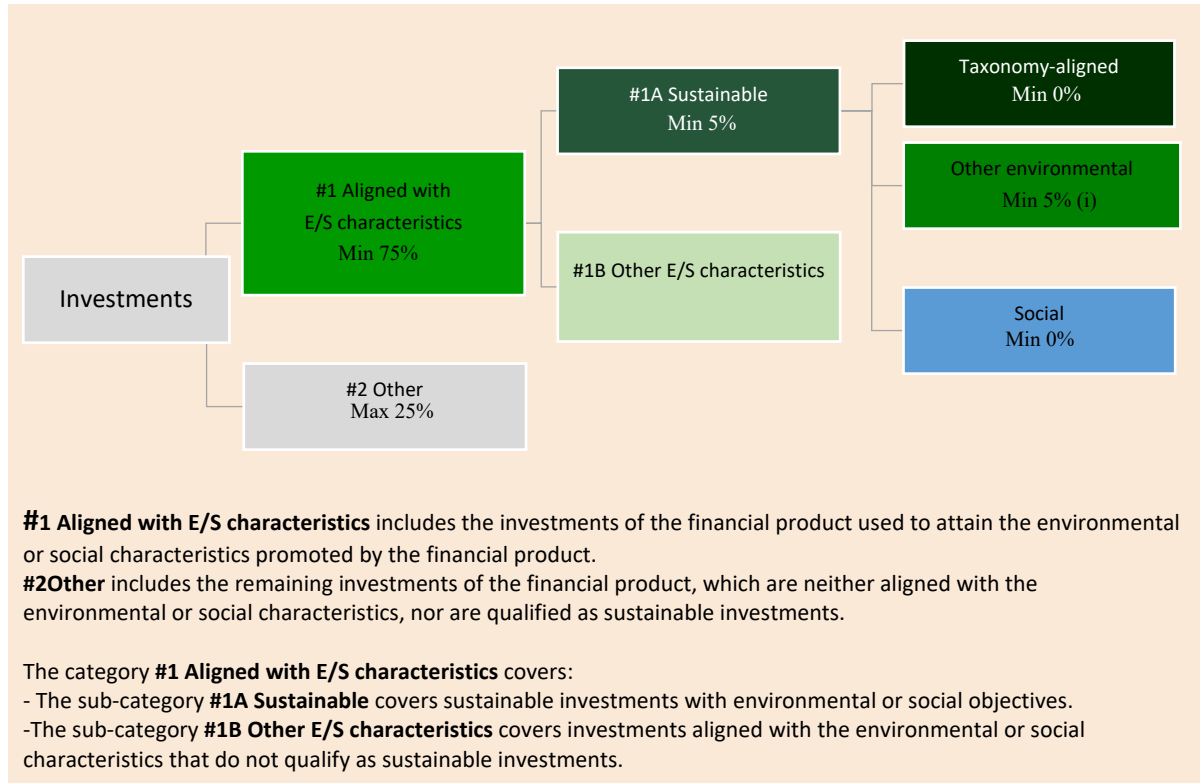 Investments
#1 Aligned with
E/S characteristics
Min 75%
#2 Other
Max 25%
#1A Sustainable
Min 5%
#1B Other E/S characteristics
Taxonomy-aligned
Min 0%
Other environmental
Min 5% (i)
Social
Min 0%
#1 Aligned with E/S characteristics includes the investments of the financial product used to attain the environmental
or social characteristics promoted by the financial product.
#2Other includes the remaining investments of the financial product, which are neither aligned with the
environmental or social characteristics, nor are qualified as sustainable investments.
The category #1 Aligned with E/S characteristics covers:
- The sub-category #1A Sustainable covers sustainable investments with environmental or social objectives.
-The sub-category #1B Other E/S characteristics covers investments aligned with the environmental or social
characteristics that do not qualify as sustainable investments.